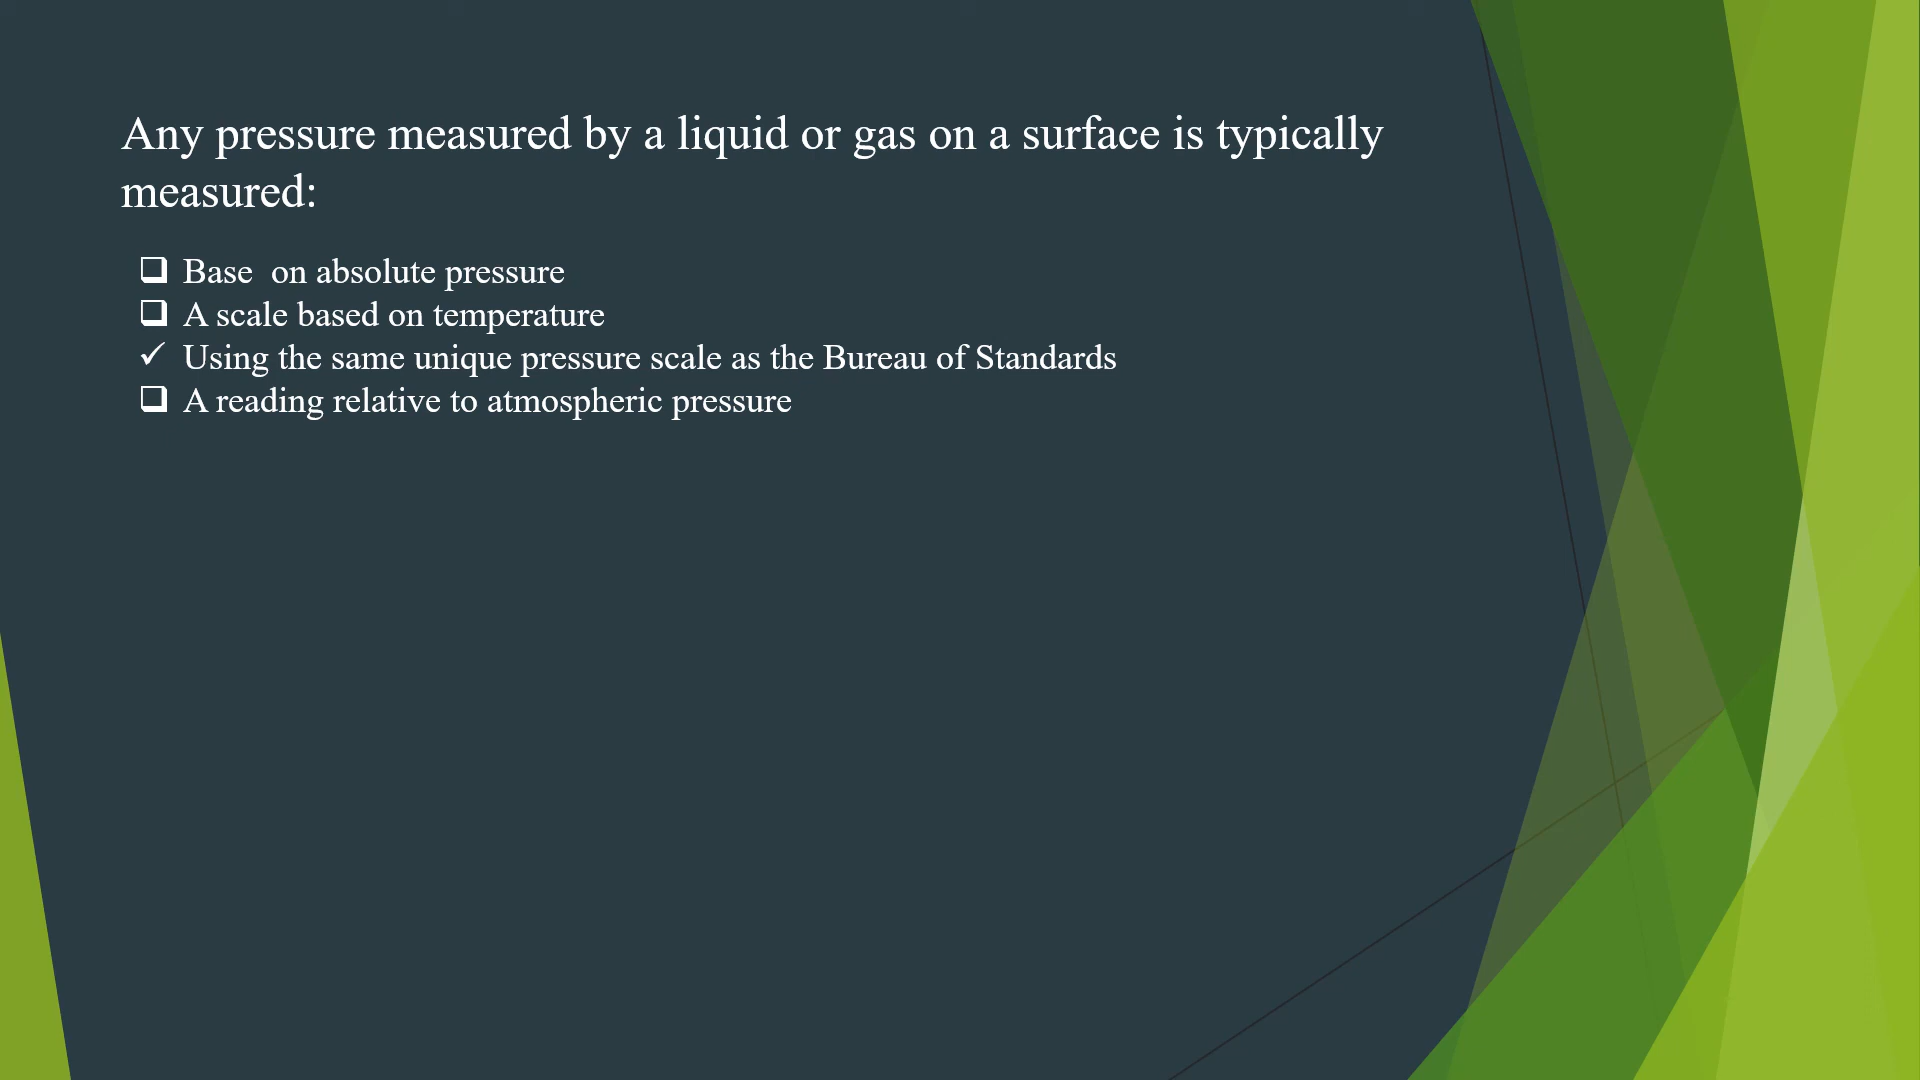 Any pressure measured by a liquid or gas on a surface is typically
measured:
❑ Base  on absolute pressure
❑ A scale based on temperature
✓ Using the same unique pressure scale as the Bureau of Standards
❑ A reading relative to atmospheric pressure